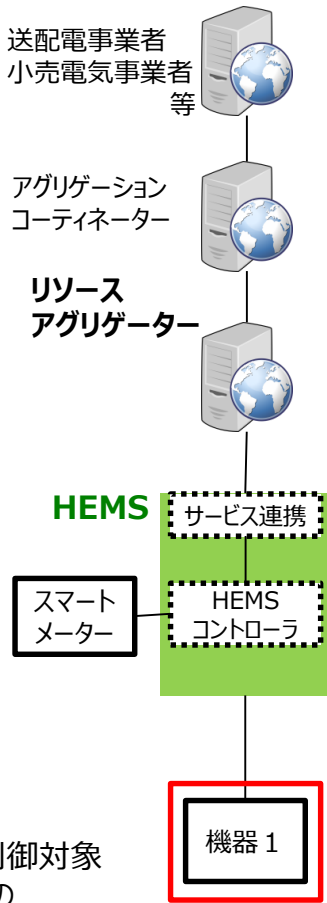 送配電事業者
小売電気事業者
等
アグリゲーション
コーティネーター
リソース
アグリゲーター
HEMS
サービス連携
スマート
メーター
HEMS
コントローラ
機器１
御対象
の